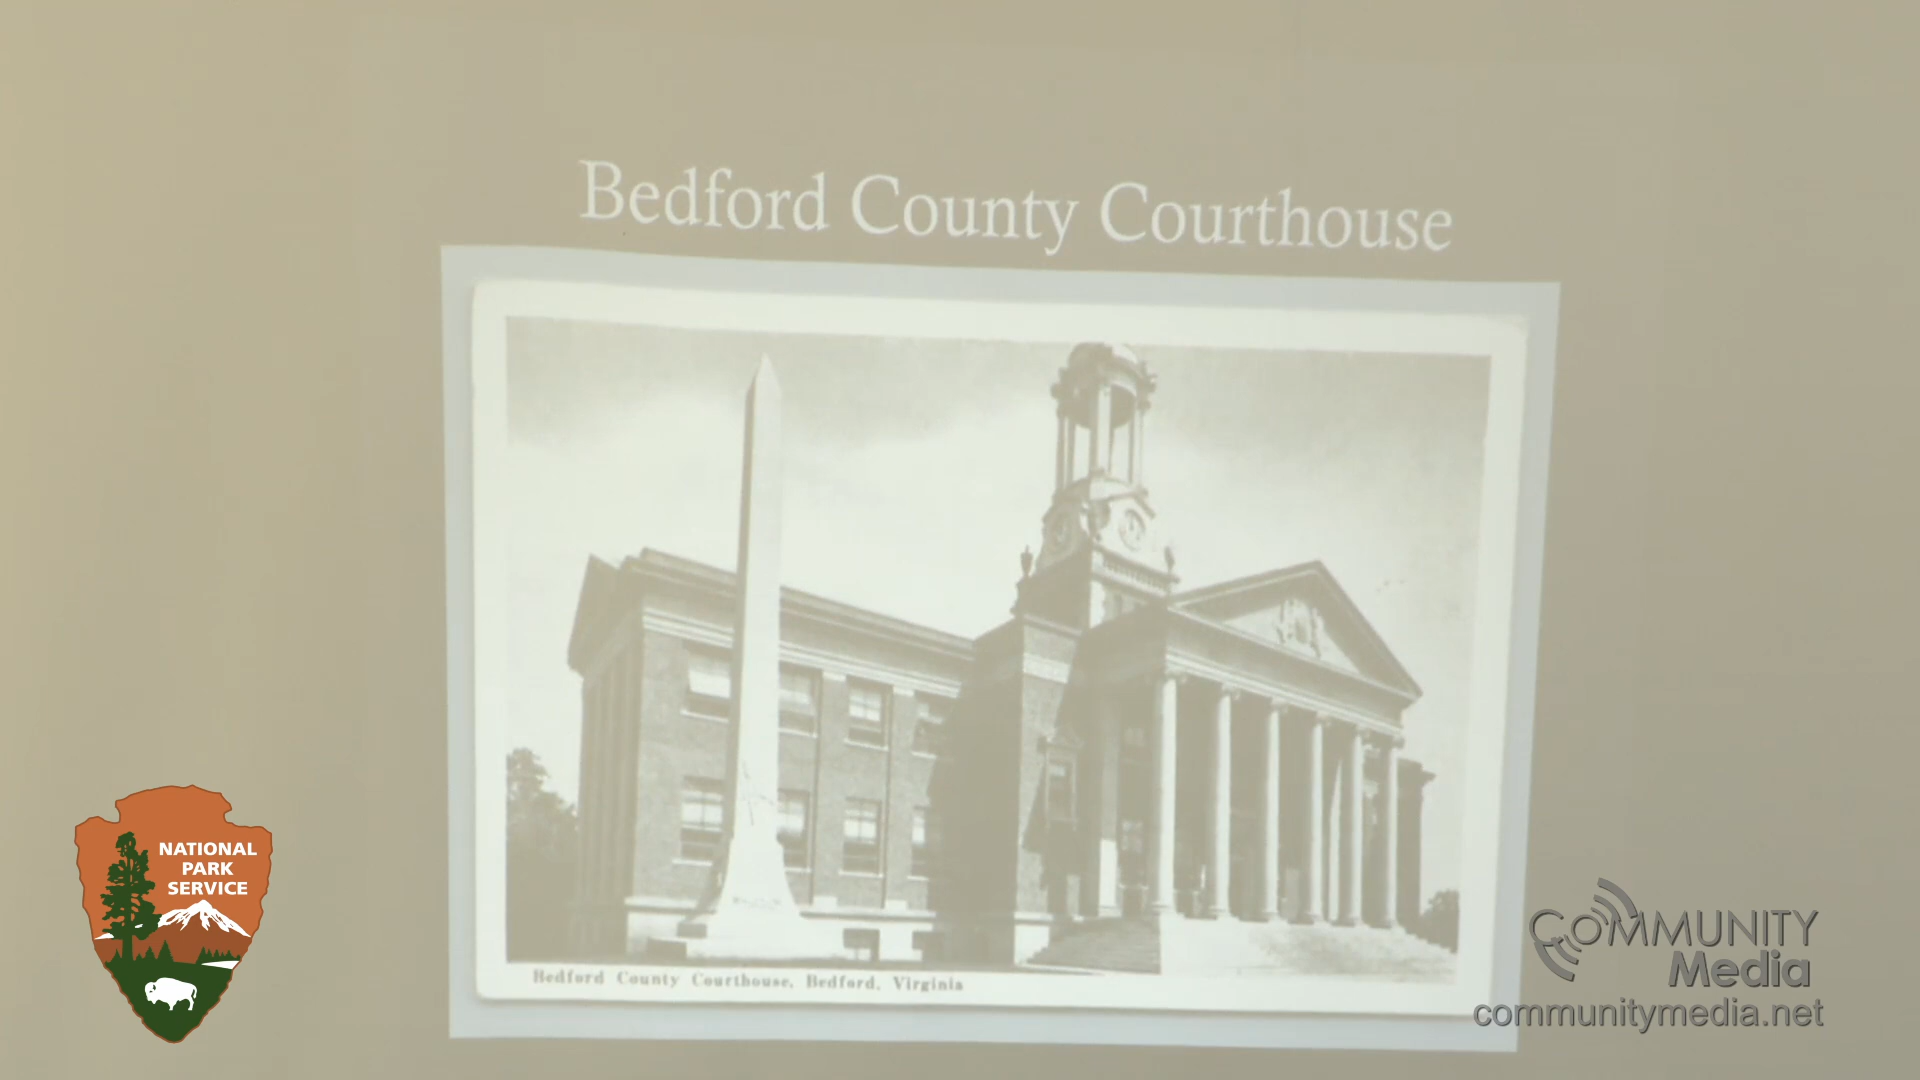 Bedford County Courthouse
Bedford County Courthouse, Bedford, Virginia
NATIONAL
PARK
SERVICE
COMMUNITY
Media
communitymedia.net